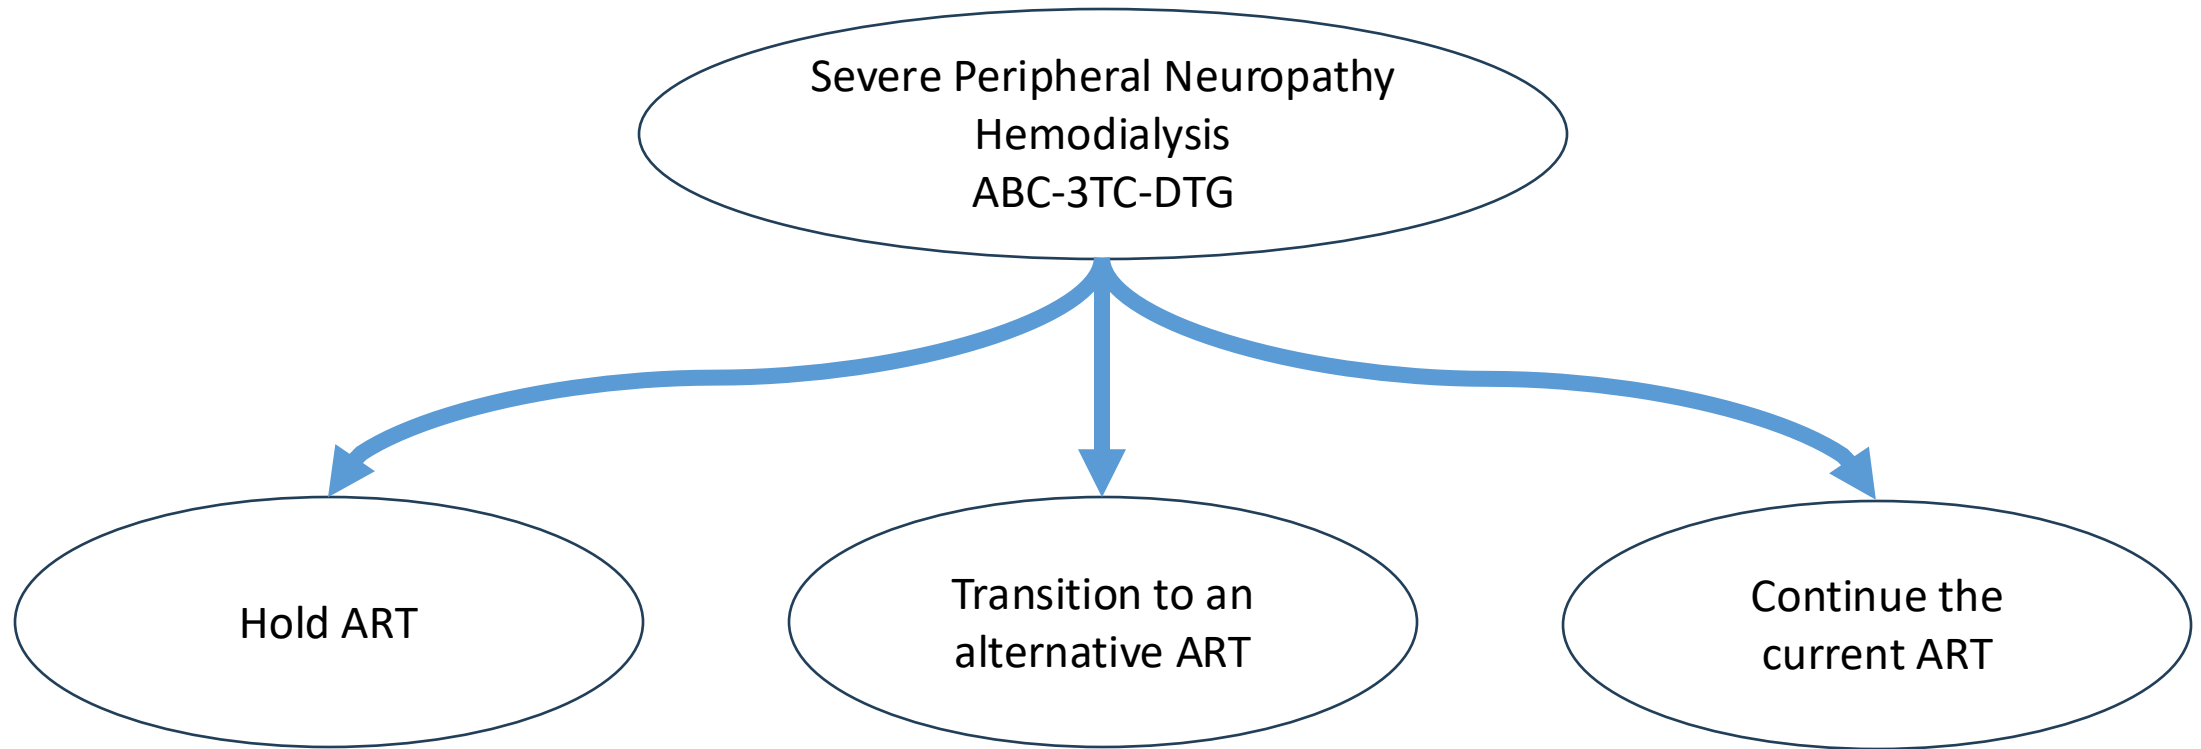 Severe Peripheral Neuropathy
Hemodialysis
ABC-3TC-DTG
Hold ART
Transition to an
alternative ART
Continue the
current ART